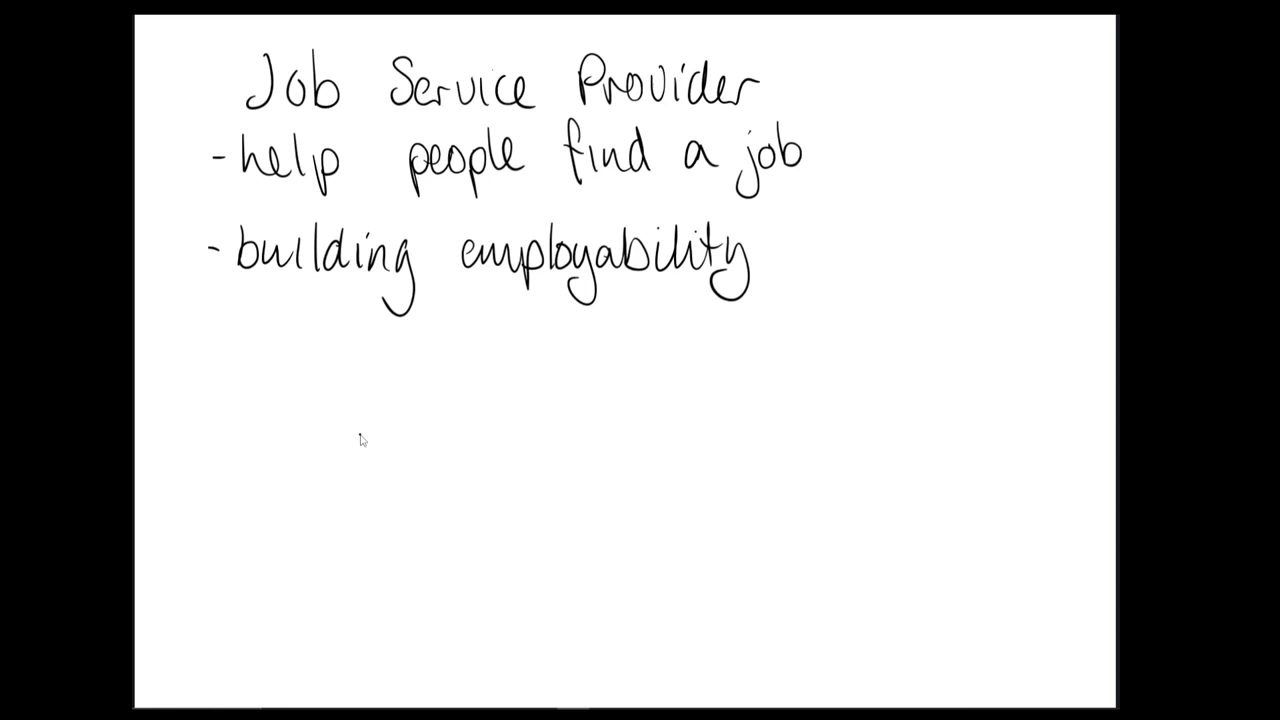 Job Service Provider
- help people find a job
- building employability